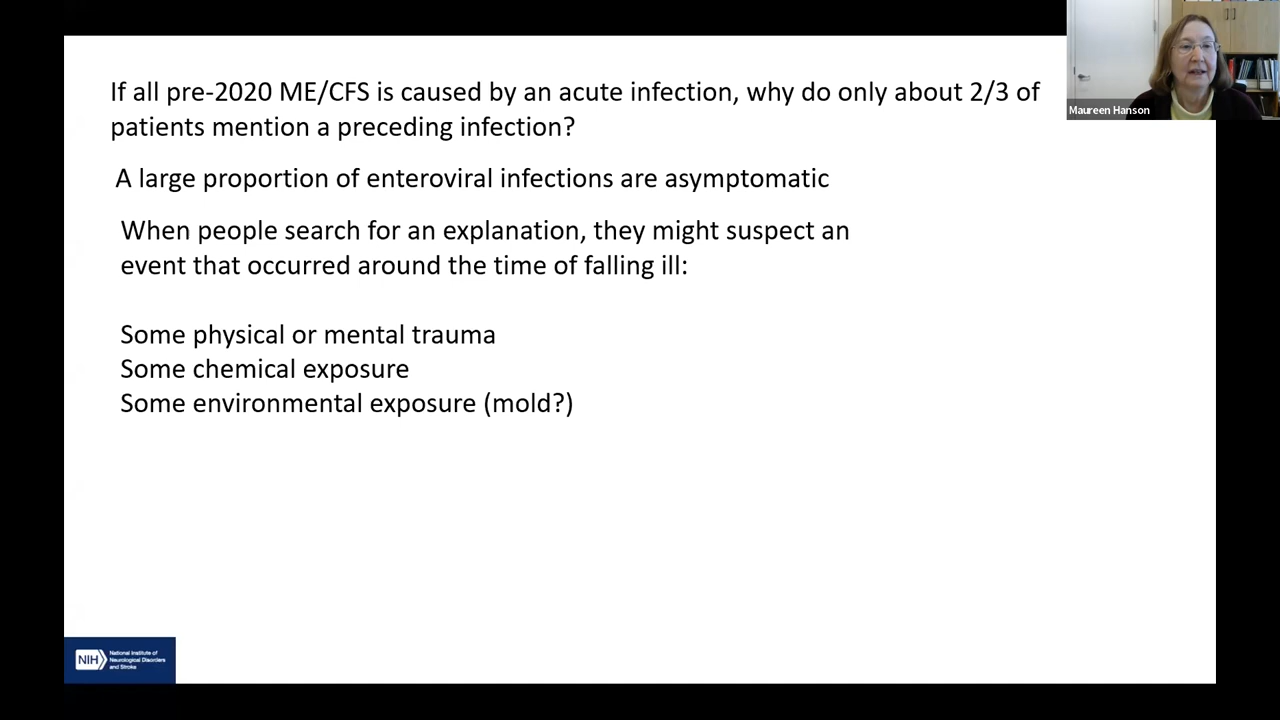 If all pre-2020 ME/CFS is caused by an acute infection, why do only about 2/3 of
patients mention a preceding infection?
A large proportion of enteroviral infections are asymptomatic
When people search for an explanation, they might suspect an
event that occurred around the time of falling ill:
Some physical or mental trauma
Some chemical exposure
Some environmental exposure (mold?)
Maureen Hanson
NIH
National Institute of
Neurological Disorders
and Stroke